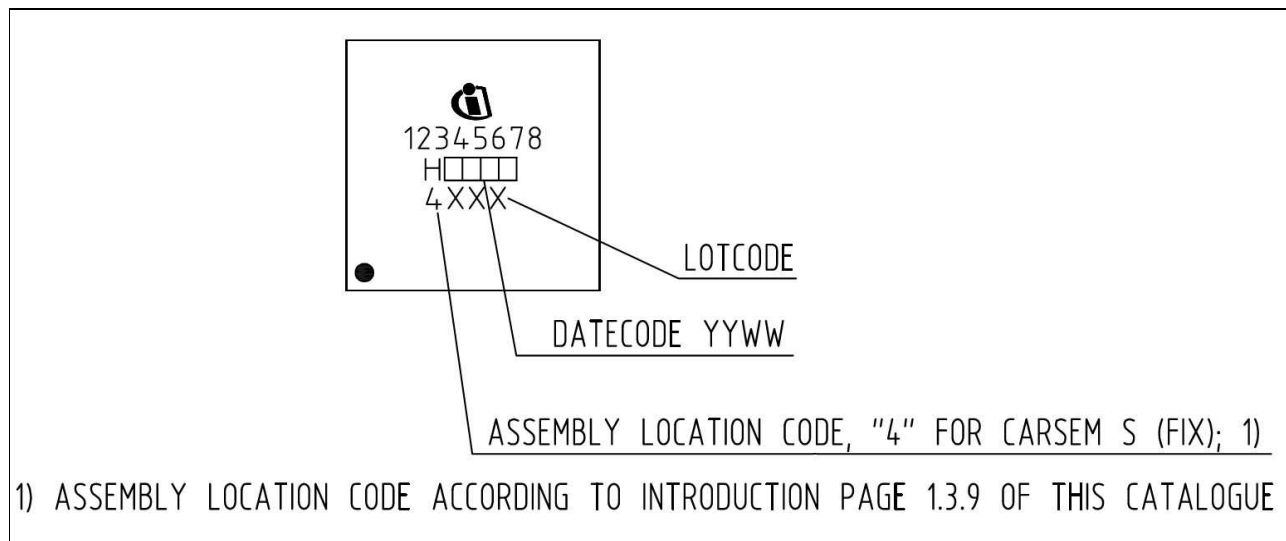 12345678
H□□□□
4XXX
LOTCODE
DATECODE YYWW
ASSEMBLY LOCATION CODE, "4" FOR CARSEM S (FIX); 1)
1) ASSEMBLY LOCATION CODE ACCORDING TO INTRODUCTION PAGE 1.3.9 OF THIS CATALOGUE